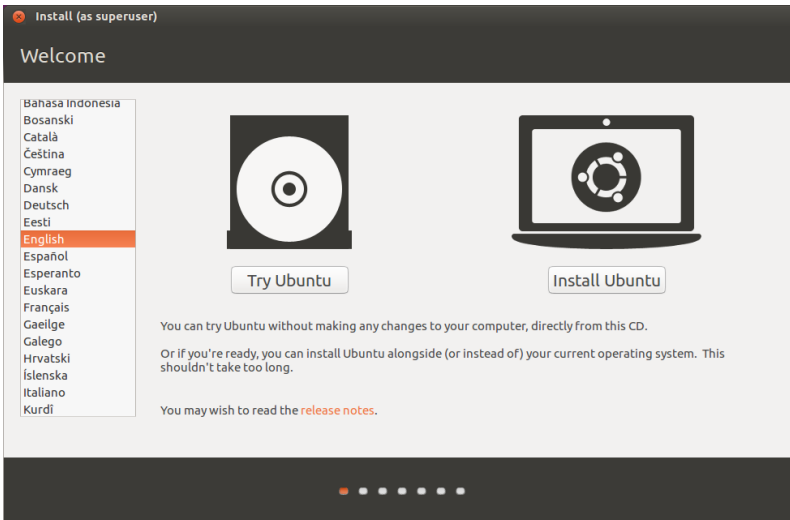 Install (as superuser)
Welcome
Bahasa Indonesia
Bosanski
Català
Čeština
Cymraeg
Dansk
Deutsch
Eesti
English
Español
Esperanto
Euskara
Français
Gaeilge
Galego
Hrvatski
Íslenska
Italiano
Kurdî
Try Ubuntu
Install Ubuntu
You can try Ubuntu without making any changes to your computer, directly from this CD.
Or if you're ready, you can install Ubuntu alongside (or instead of) your current operating system. This
shouldn't take too long.
You may wish to read the release notes.